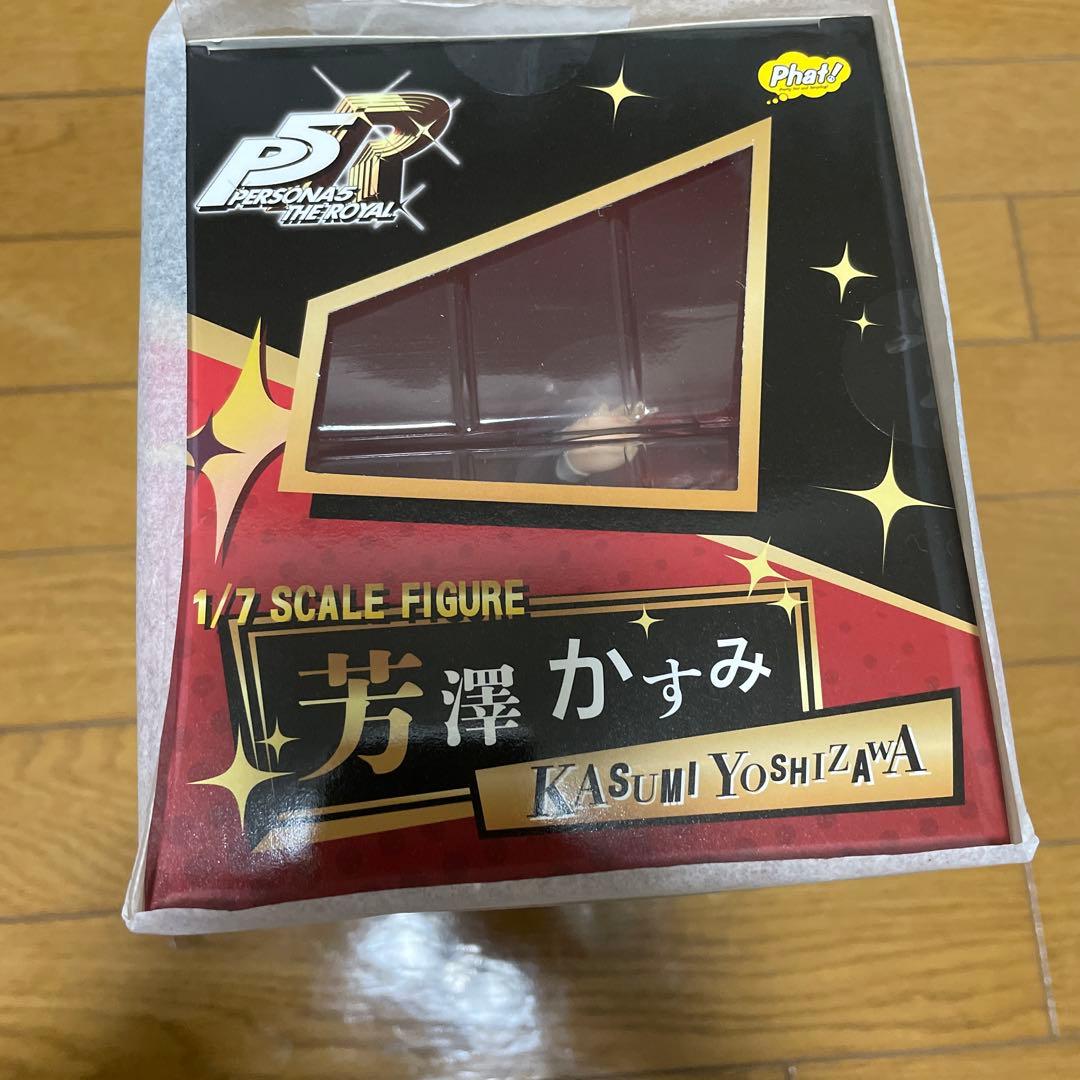 Phat!
P5R
PERSONA5
THE ROYAL
1/7 SCALE FIGURE
芳澤 かすみ
KASUMI YOSHIZAWA